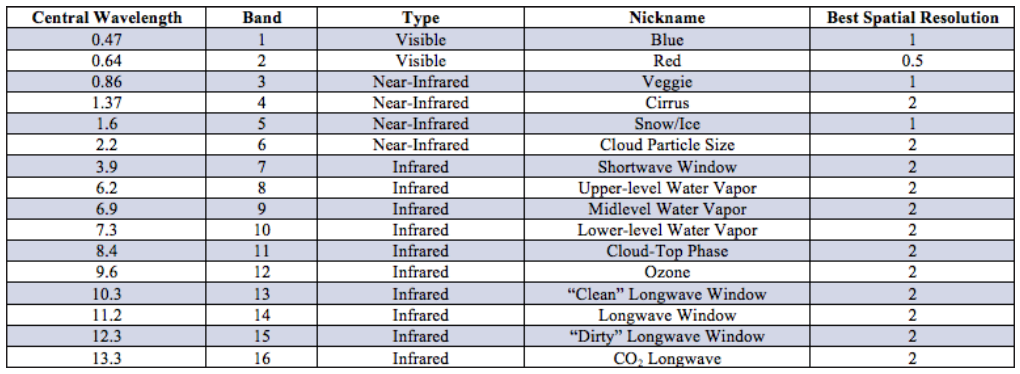 Central Wavelength Band Type Nickname Best Spatial Resolution
0.47 1 Visible Blue 1
0.64 2 Visible Red 0.5
0.86 3 Near-Infrared Veggie 1
1.37 4 Near-Infrared Cirrus 2
1.6 5 Near-Infrared Snow/Ice 1
2.2 6 Near-Infrared Cloud Particle Size 2
3.9 7 Infrared Shortwave Window 2
6.2 8 Infrared Upper-level Water Vapor 2
6.9 9 Infrared Midlevel Water Vapor 2
7.3 10 Infrared Lower-level Water Vapor 2
8.4 11 Infrared Cloud-Top Phase 2
9.6 12 Infrared Ozone 2
10.3 13 Infrared “Clean” Longwave Window 2
11.2 14 Infrared Longwave Window 2
12.3 15 Infrared “Dirty” Longwave Window 2
13.3 16 Infrared CO₂ Longwave 2